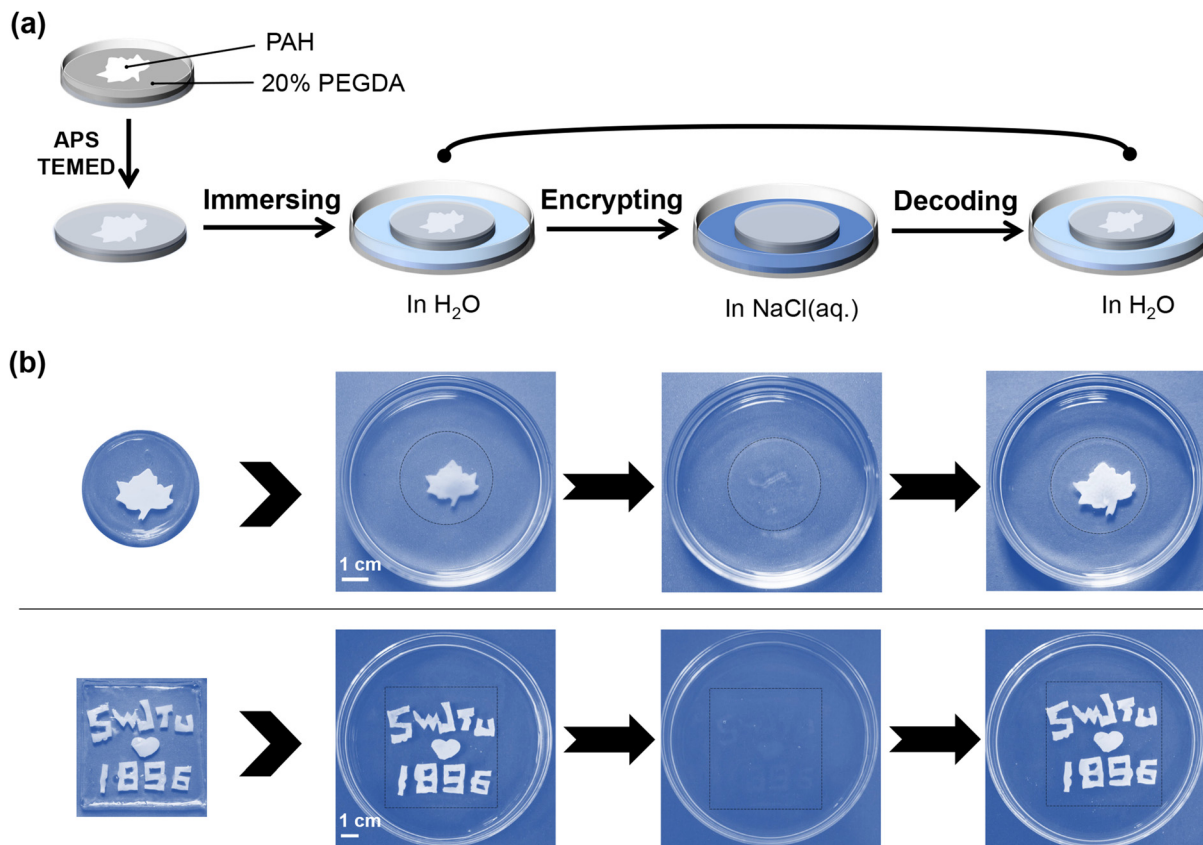 (a)
PAH
20% PEGDA
APS
TEMED
Immersing
Encrypting
Decoding
In H₂O
In NaCl(aq.)
In H₂O
(b)
1 cm
SWJTU
1896
SWJTU
1896
1 cm
SWJTU
1896